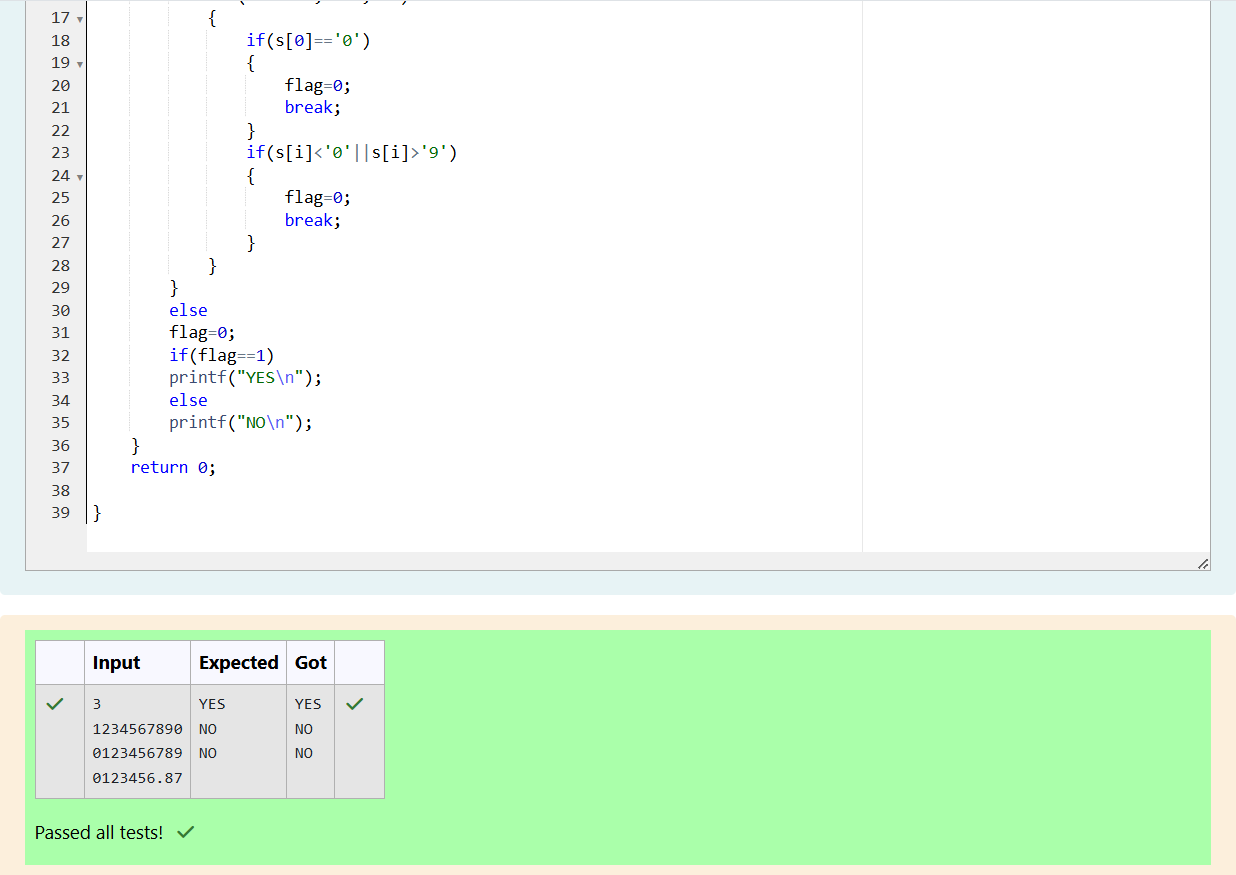 17 {
18 if(s[0]=='0')
19 {
20 flag=0;
21 break;
22 }
23 if(s[i]<'0'||s[i]>'9')
24 {
25 flag=0;
26 break;
27 }
28 }
29 }
30 else
31 flag=0;
32 if(flag==1)
33 printf("YES\n");
34 else
35 printf("NO\n");
36 }
37 return 0;
38
39 }
Input Expected Got
3 YES YES
1234567890 NO NO
0123456789 NO NO
0123456.87
Passed all tests!